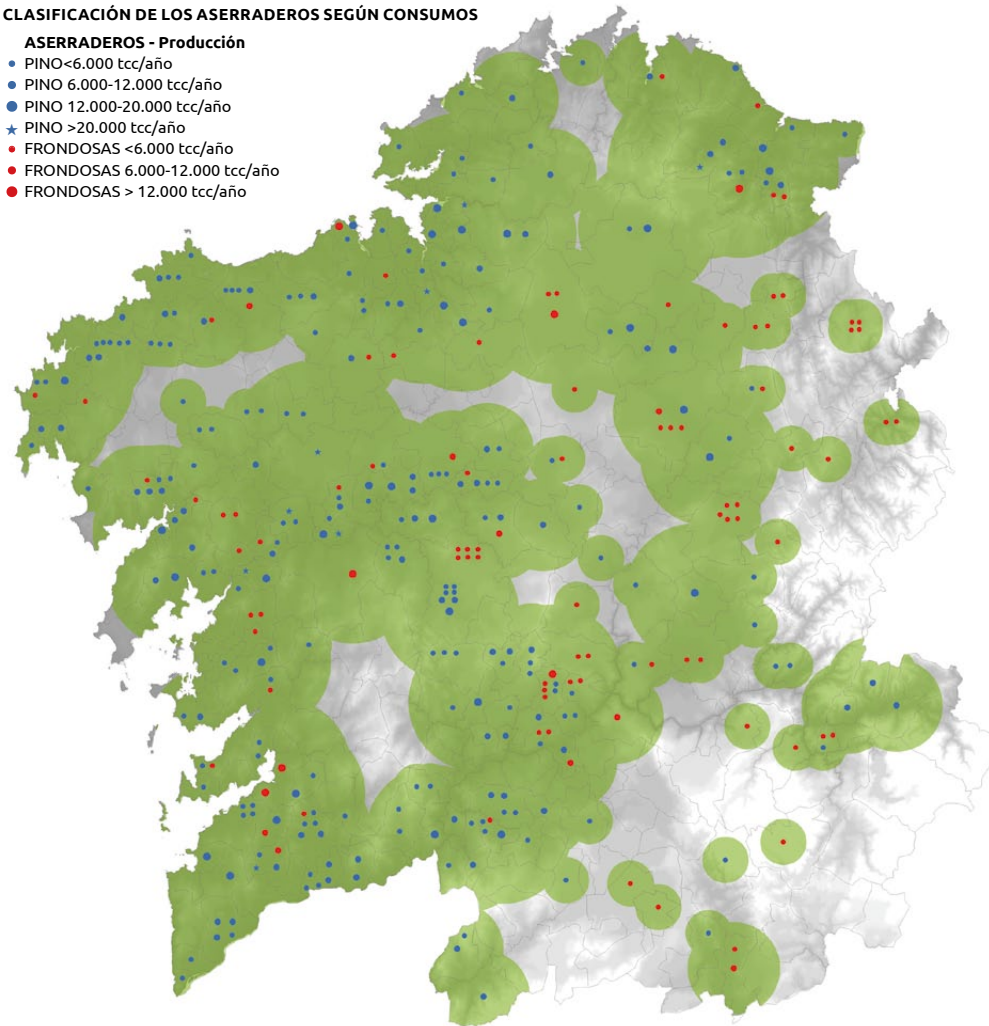 CLASIFICACIÓN DE LOS ASERRADEROS SEGÚN CONSUMOS
ASERRADEROS - Producción
PINO<6.000 tcc/año
PINO 6.000-12.000 tcc/año
PINO 12.000-20.000 tcc/año
PINO >20.000 tcc/año
FRONDOSAS <6.000 tcc/año
FRONDOSAS 6.000-12.000 tcc/año
FRONDOSAS > 12.000 tcc/año